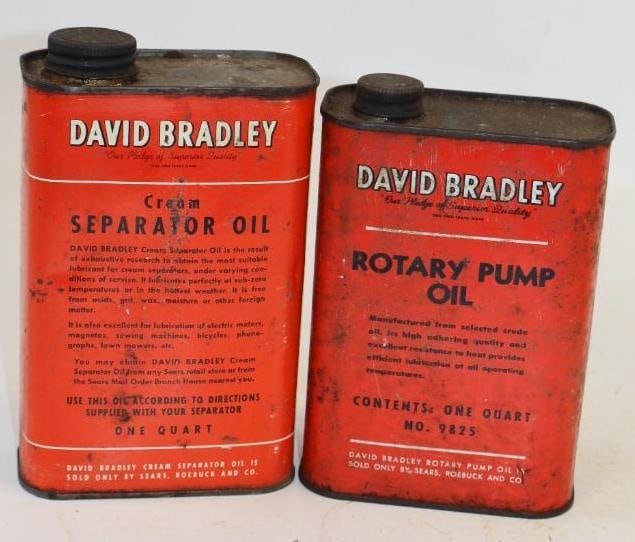 DAVID BRADLEY
"Our Pledge of Superior Quality"
Cream
SEPARATOR OIL
DAVID BRADLEY Cream Separator Oil is the result
of exhaustive research to obtain the most suitable
lubricant for cream separators, under varying con-
ditions of service. It lubricates perfectly at sub-zero
temperatures or in the hottest weather. It is free
from acids, grit, wax, moisture or other foreign
matter.
It is also excellent for lubrication of electric motors,
magnetos, sewing machines, bicycles, phono-
graphs, lawn mowers, etc.
You may obtain DAVID BRADLEY Cream
Separator Oil from any Sears retail store or from
the Sears Mail Order Branch House nearest you.
USE THIS OIL ACCORDING TO DIRECTIONS
SUPPLIED WITH YOUR SEPARATOR
ONE QUART
DAVID BRADLEY CREAM SEPARATOR OIL IS
SOLD ONLY BY SEARS, ROEBUCK AND CO.
DAVID BRADLEY
"Our Pledge of Superior Quality"
ROTARY PUMP
OIL
Manufactured from selected crude
oil, its high adhering quality and
excellent resistance to heat provides
efficient lubrication at all operating
temperatures.
CONTENTS: ONE QUART
NO. 9825
DAVID BRADLEY ROTARY PUMP OIL IS
SOLD ONLY BY SEARS, ROEBUCK AND CO